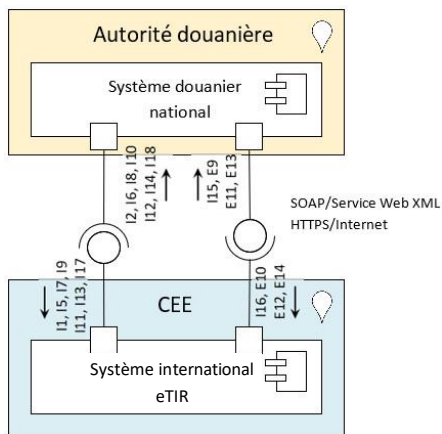 Autorité douanière
Système douanier
national
I2, I6, I8, I10
I12, I14, I18
I15, E9
E11, E13
SOAP/Service Web XML
HTTPS/Internet
I1, I5, I7, I9
I11, I13, I17
CEE
I16, E10
E12, E14
Système international
eTIR